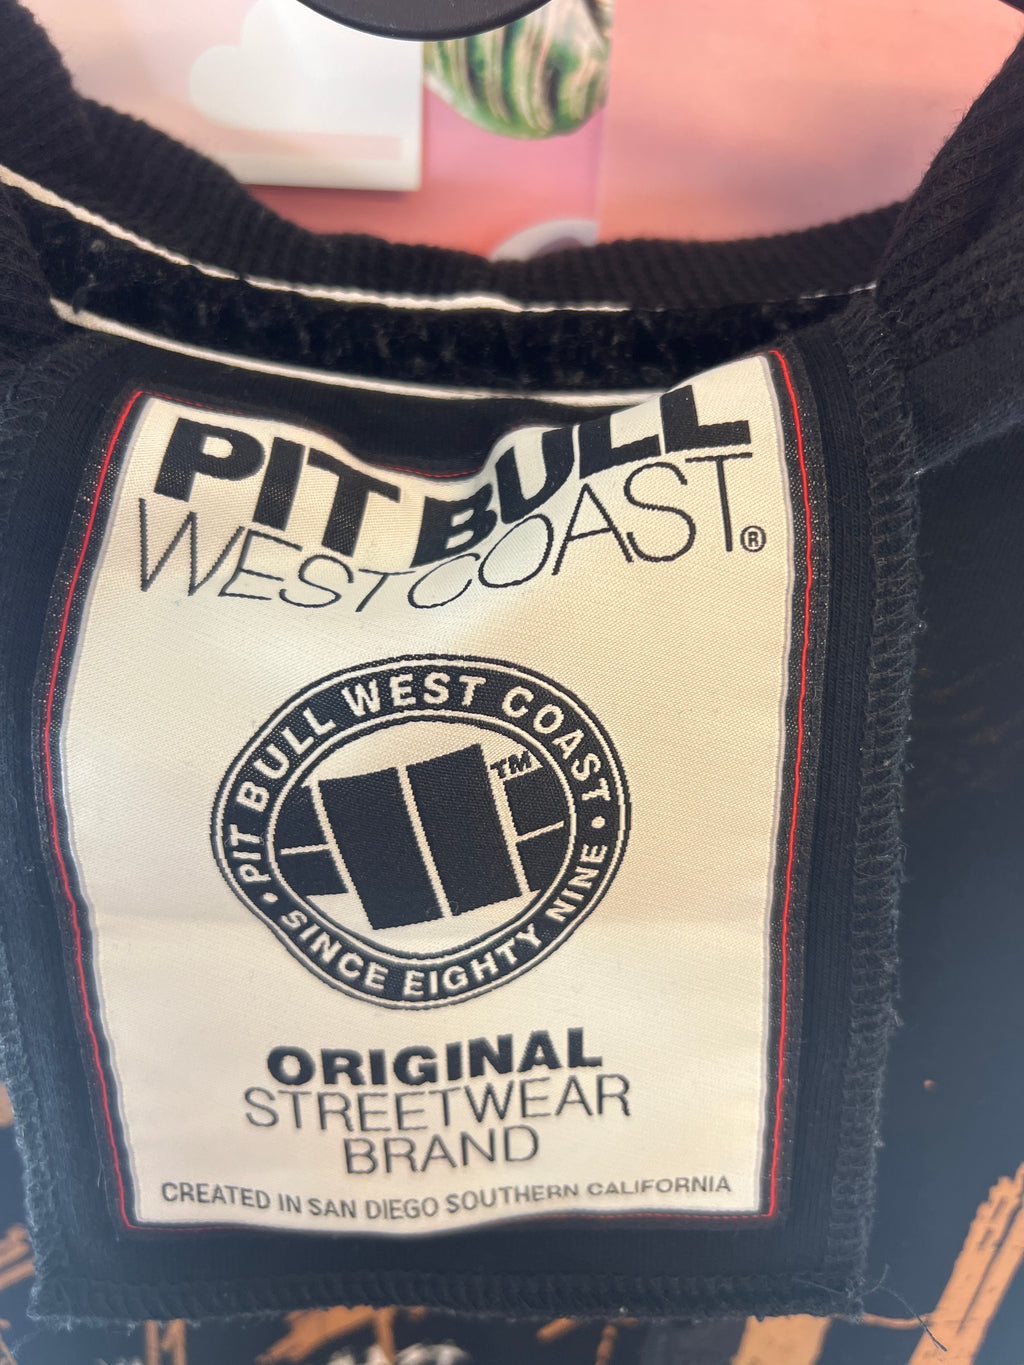 PIT BULL
WEST COAST®
PIT BULL WEST COAST
TM
• SINCE EIGHTY NINE •
ORIGINAL
STREETWEAR
BRAND
CREATED IN SAN DIEGO SOUTHERN CALIFORNIA